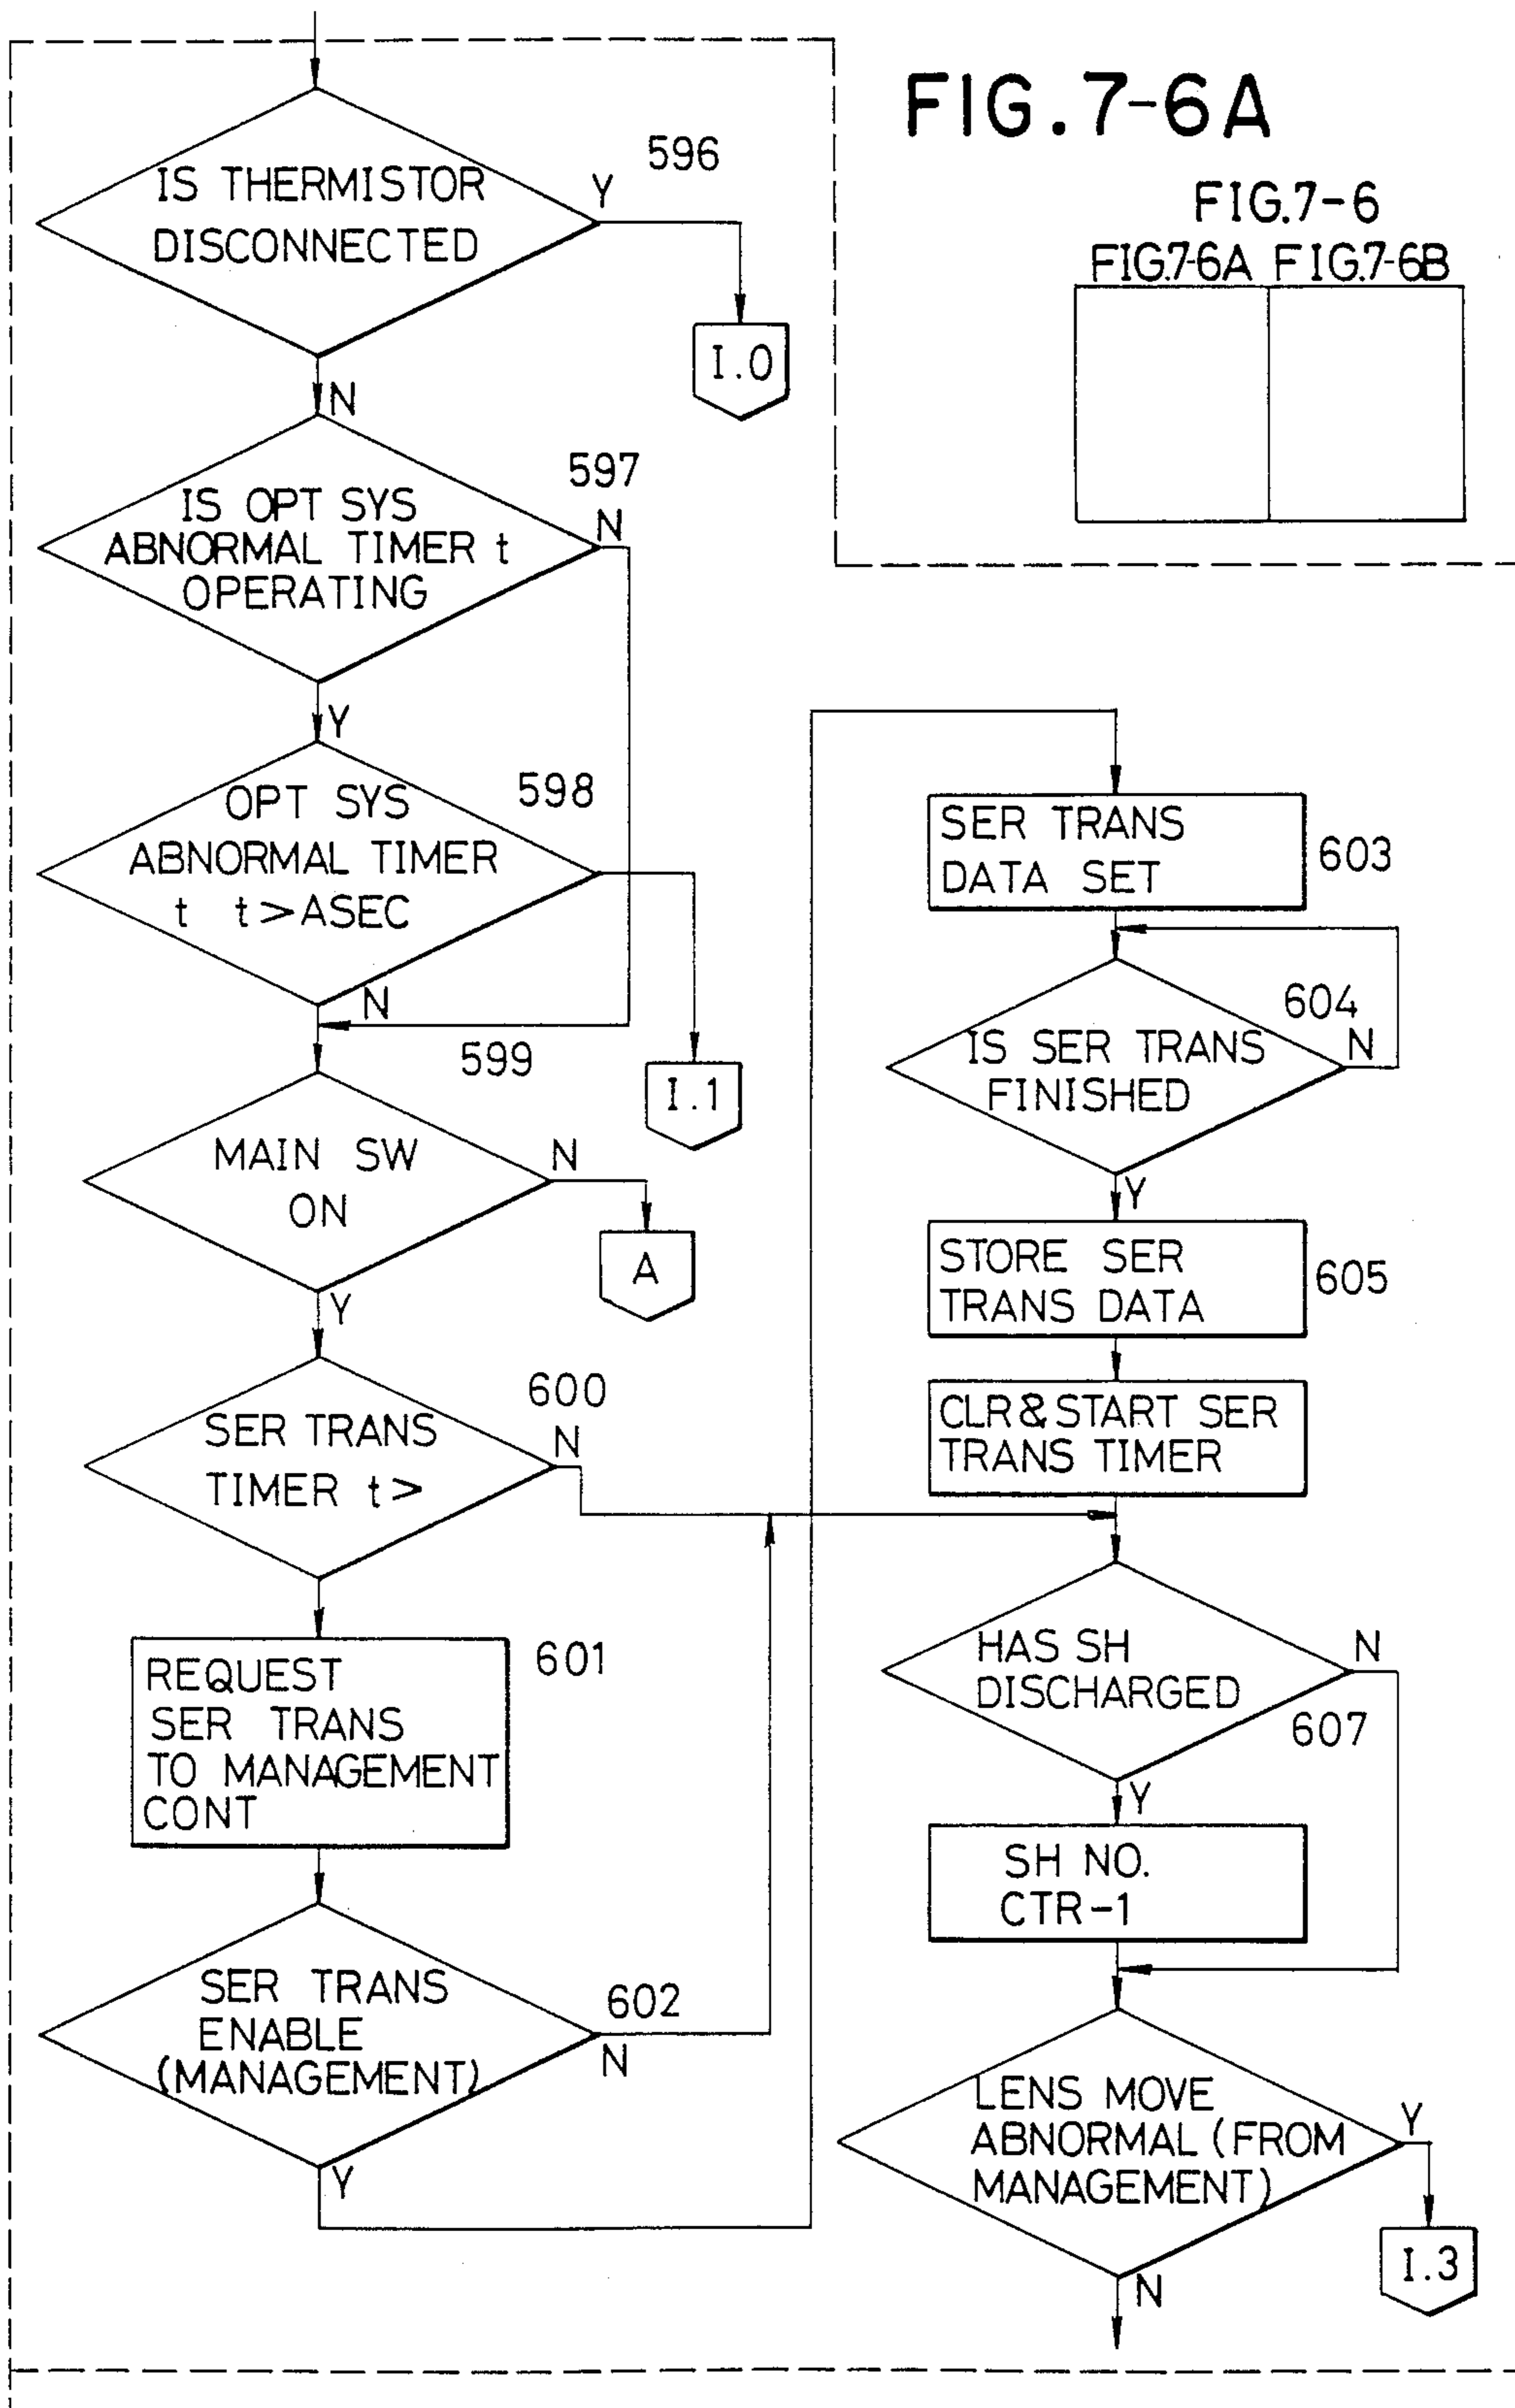 FIG.7-6A
FIG.7-6
FIG.7-6A FIG.7-6B
596
IS THERMISTOR
DISCONNECTED
Y
I.0
N
597
IS OPT SYS
ABNORMAL TIMER t
OPERATING
N
Y
598
OPT SYS
ABNORMAL TIMER
t t>ASEC
N
I.1
599
MAIN SW
ON
N
A
Y
600
SER TRANS
TIMER t>
N
601
REQUEST
SER TRANS
TO MANAGEMENT
CONT
SER TRANS
ENABLE
(MANAGEMENT)
602
N
Y
SER TRANS
DATA SET
603
604
IS SER TRANS
FINISHED
N
Y
STORE SER
TRANS DATA
605
CLR&START SER
TRANS TIMER
HAS SH
DISCHARGED
N
607
Y
SH NO.
CTR-1
LENS MOVE
ABNORMAL (FROM
MANAGEMENT)
Y
I.3
N